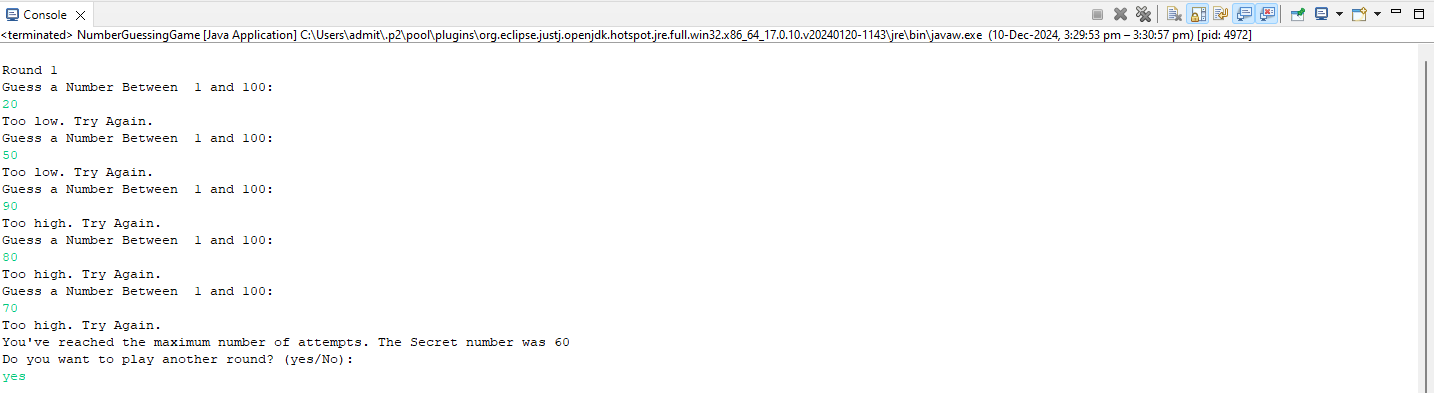 Console
<terminated> NumberGuessingGame [Java Application] C:\Users\admit\.p2\pool\plugins\org.eclipse.justj.openjdk.hotspot.jre.full.win32.x86_64_17.0.10.v20240120-1143\jre\bin\javaw.exe (10-Dec-2024, 3:29:53 pm – 3:30:57 pm) [pid: 4972]
Round 1
Guess a Number Between  1 and 100:
20
Too low. Try Again.
Guess a Number Between  1 and 100:
50
Too low. Try Again.
Guess a Number Between  1 and 100:
90
Too high. Try Again.
Guess a Number Between  1 and 100:
80
Too high. Try Again.
Guess a Number Between  1 and 100:
70
Too high. Try Again.
You've reached the maximum number of attempts. The Secret number was 60
Do you want to play another round? (yes/No):
yes